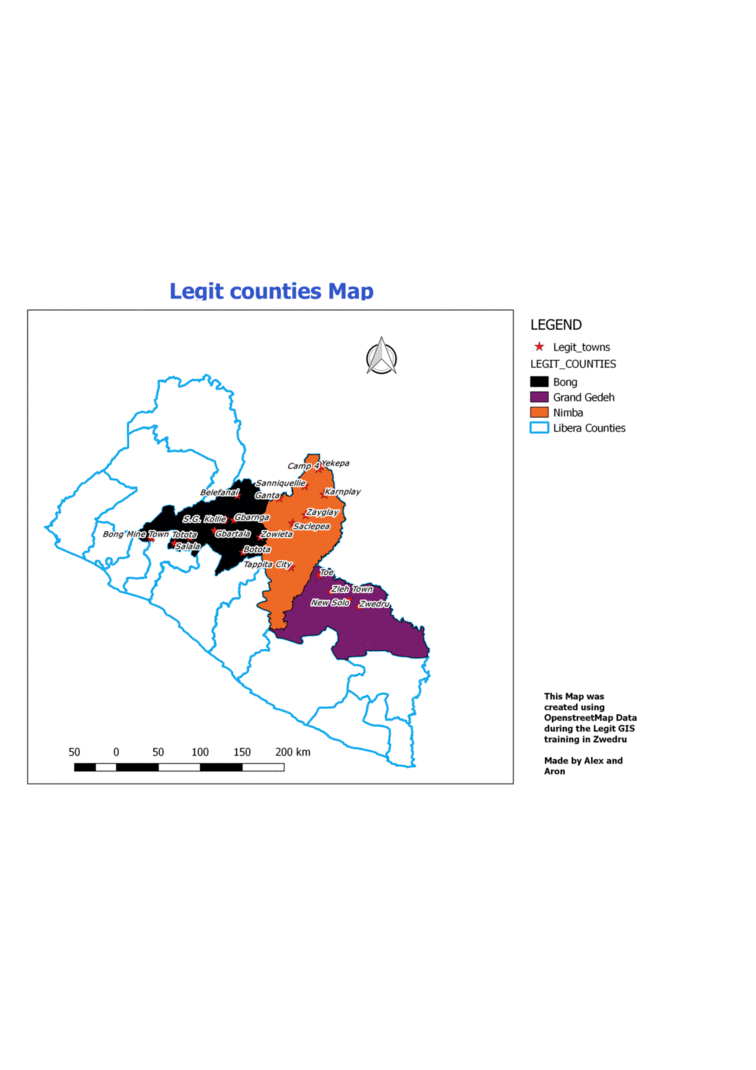 Legit counties Map
LEGEND
Legit_towns
LEGIT_COUNTIES
Bong
Grand Gedeh
Nimba
Libera Counties
Camp 4 Yekepa
Sanniquellie
Belefanai Ganta Karnplay
S.G. Kollie Gbarnga Zayglay
Saclepea
Bong Mine Town Totota Gbartala Zowieta
Salala
Botota
Tappita City
Toe
Zleh Town
New Solo Zwedru
This Map was
created using
OpenstreetMap Data
during the Legit GIS
training in Zwedru
Made by Alex and
Aron
50 0 50 100 150 200 km